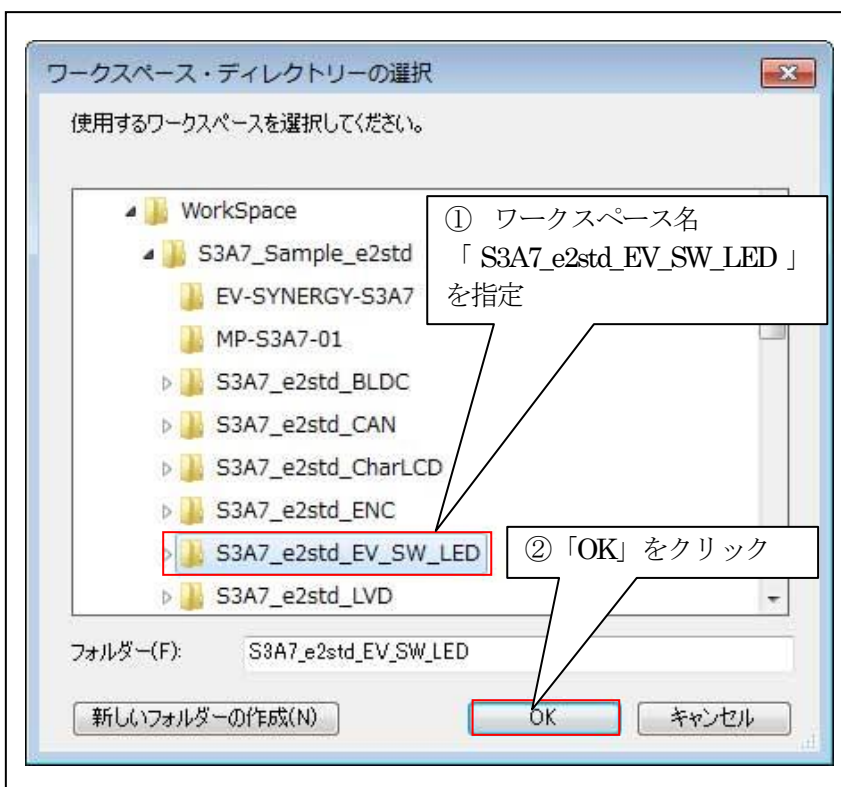 ワークスペース・ディレクトリーの選択
使用するワークスペースを選択してください。
WorkSpace
S3A7_Sample_e2std
EV-SYNERGY-S3A7
MP-S3A7-01
S3A7_e2std_BLDC
S3A7_e2std_CAN
S3A7_e2std_CharLCD
S3A7_e2std_ENC
S3A7_e2std_EV_SW_LED
S3A7_e2std_LVD
① ワークスペース名
「 S3A7_e2std_EV_SW_LED 」
を指定
②「OK」をクリック
フォルダー(F): S3A7_e2std_EV_SW_LED
新しいフォルダーの作成(N) OK キャンセル